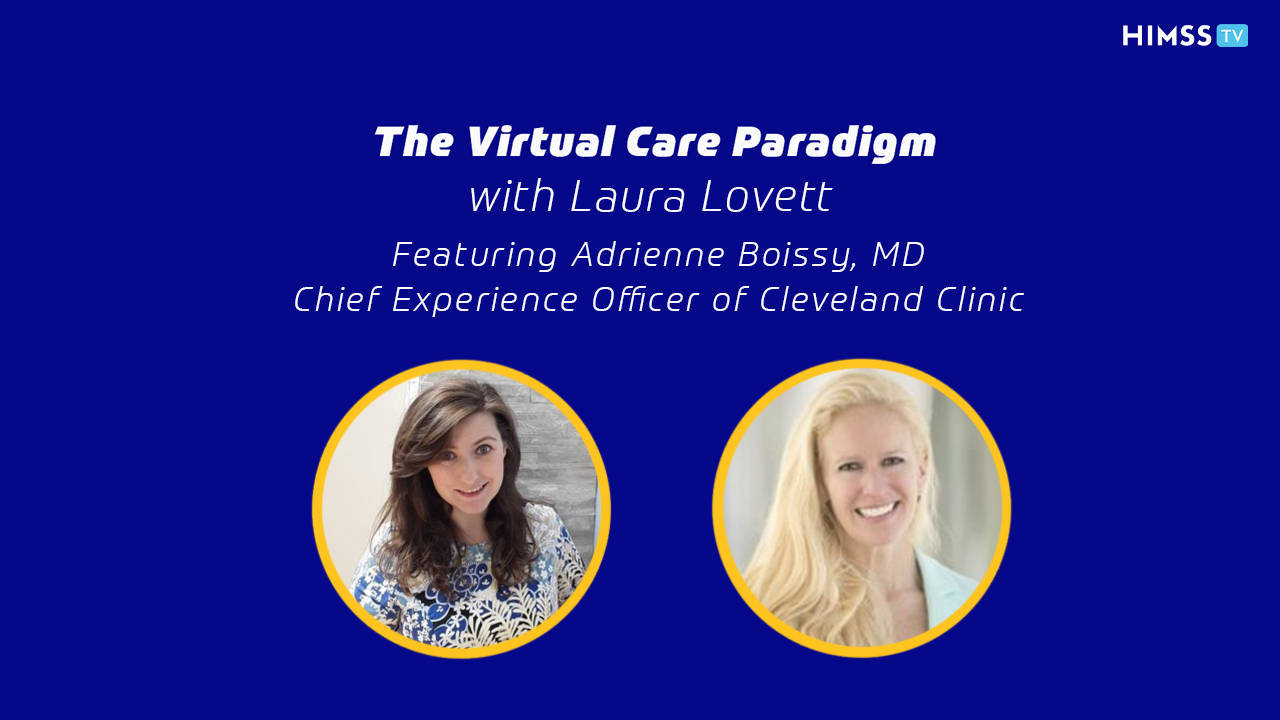 HIMSS TV
The Virtual Care Paradigm
with Laura Lovett
Featuring Adrienne Boissy, MD
Chief Experience Officer of Cleveland Clinic